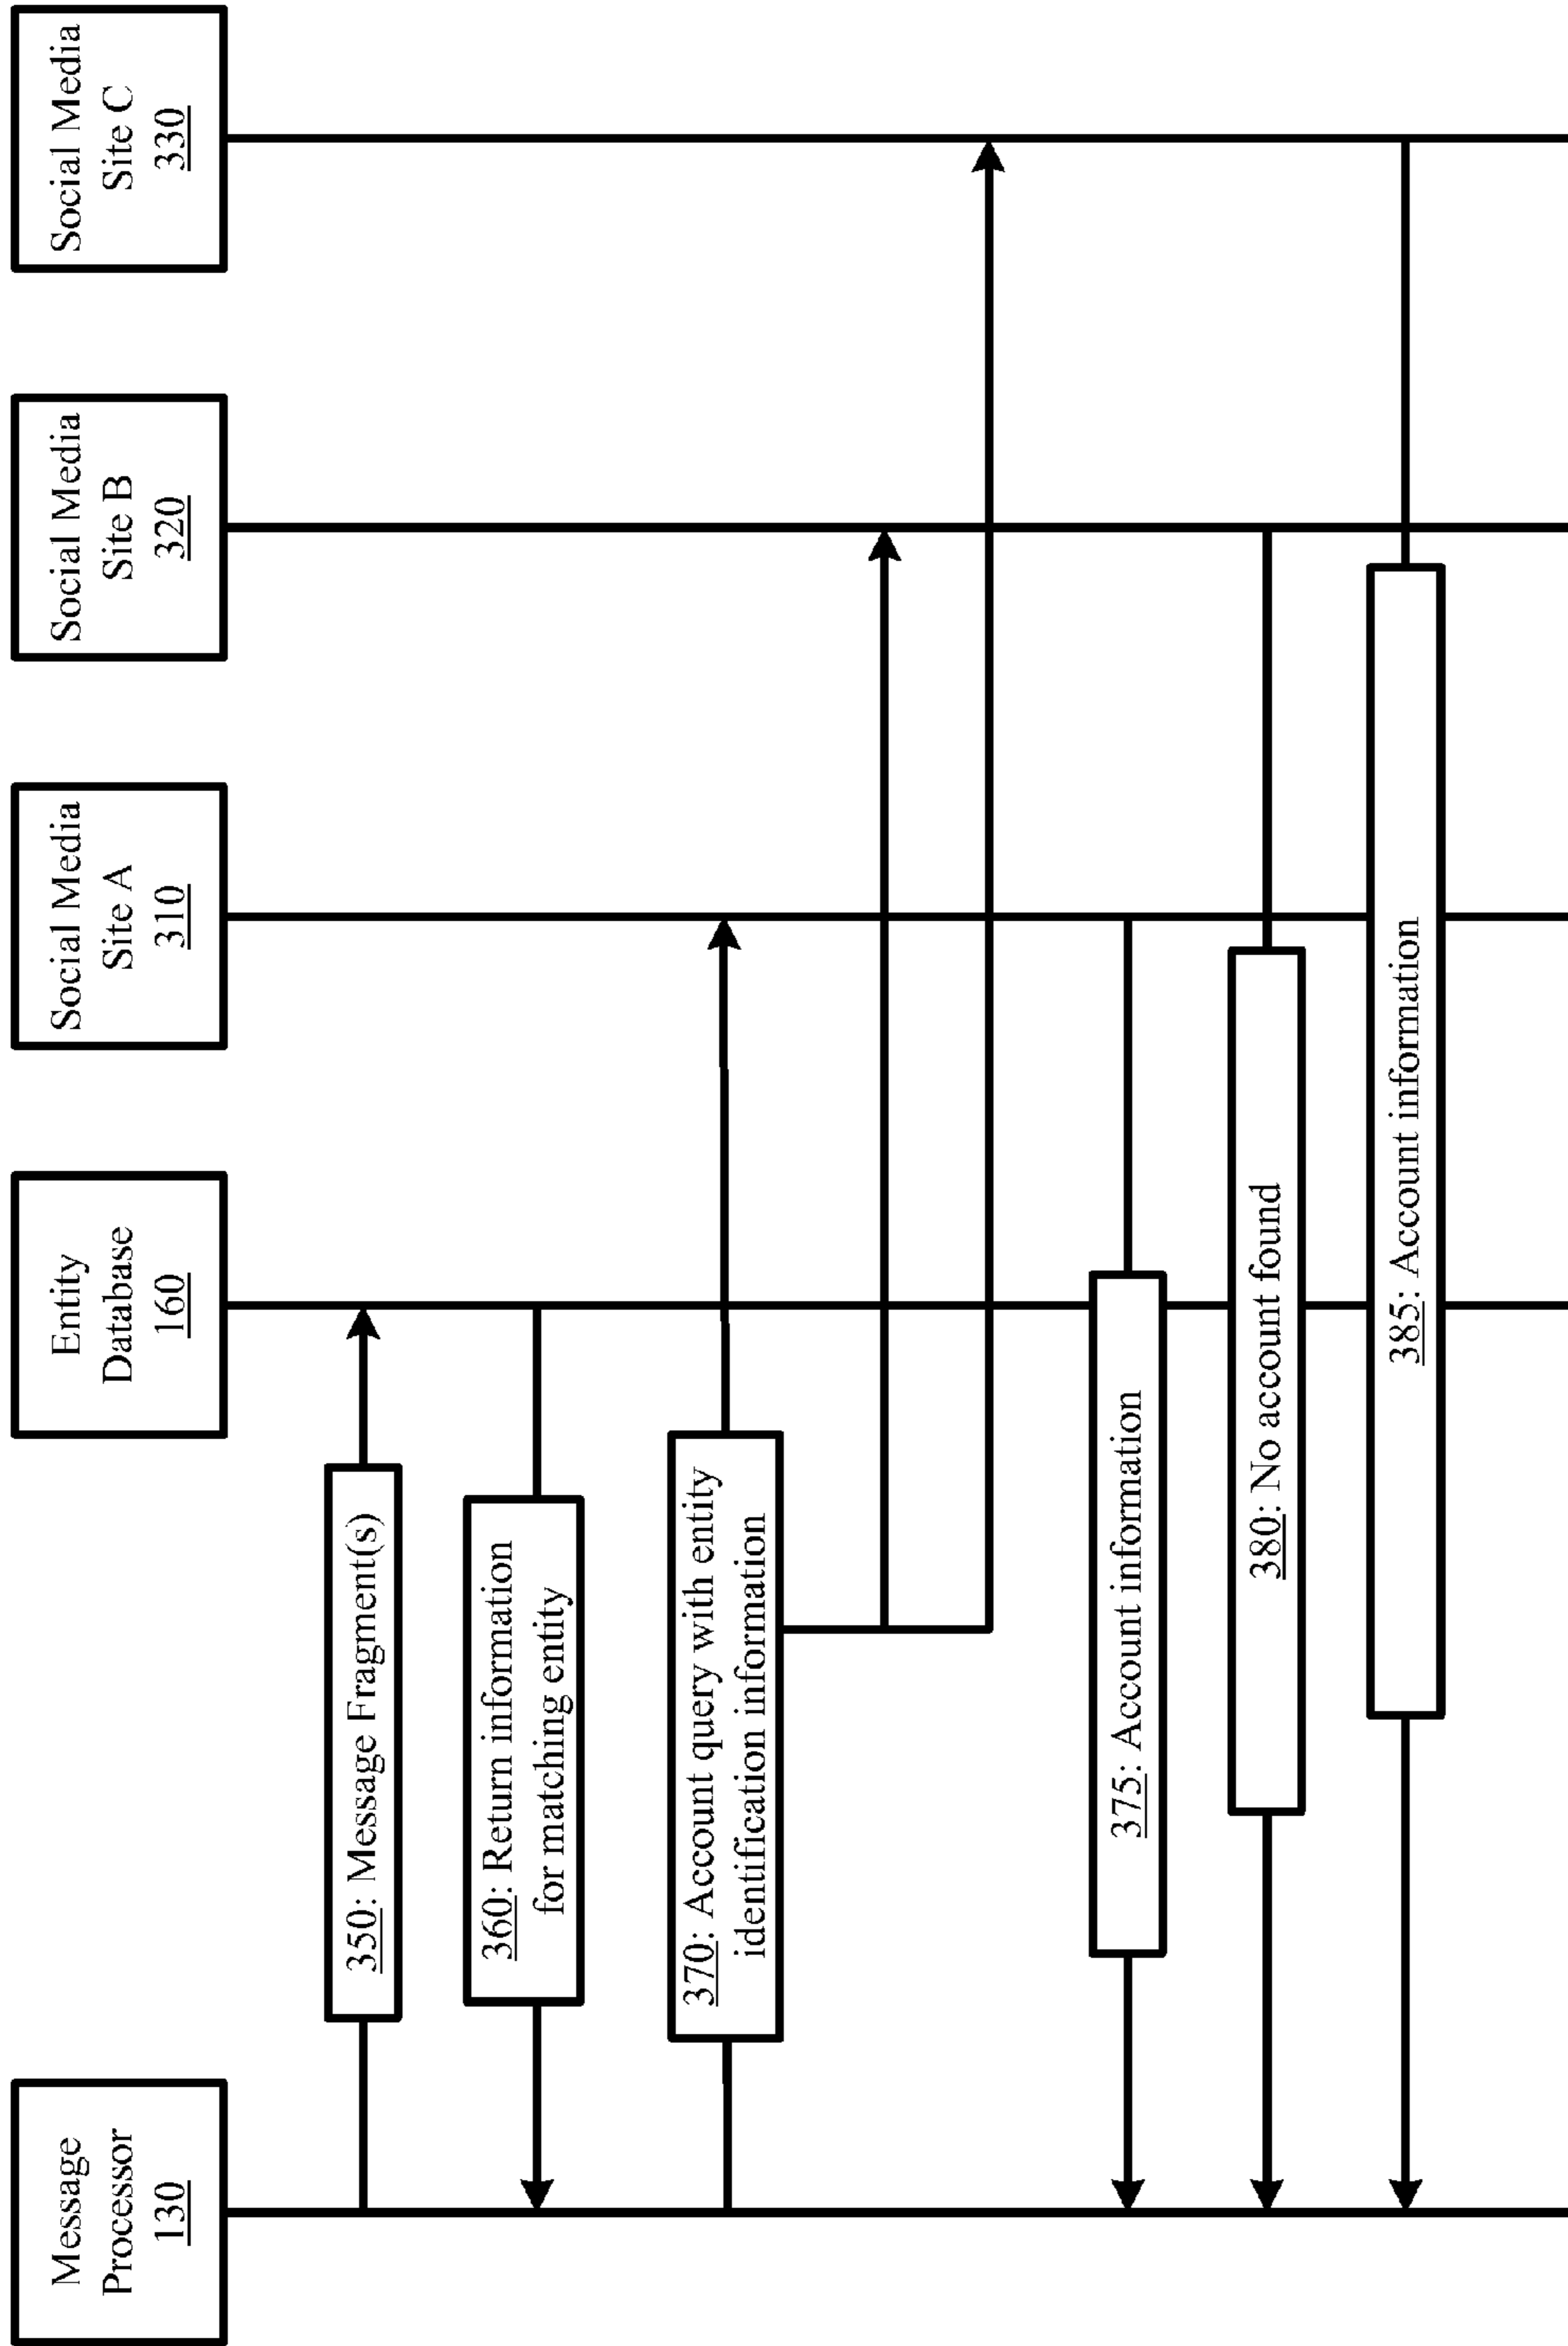 Message
Processor
130
Entity
Database
160
Social Media
Site A
310
Social Media
Site B
320
Social Media
Site C
330
350: Message Fragment(s)
360: Return information
for matching entity
370: Account query with entity
identification information
375: Account information
380: No account found
385: Account information